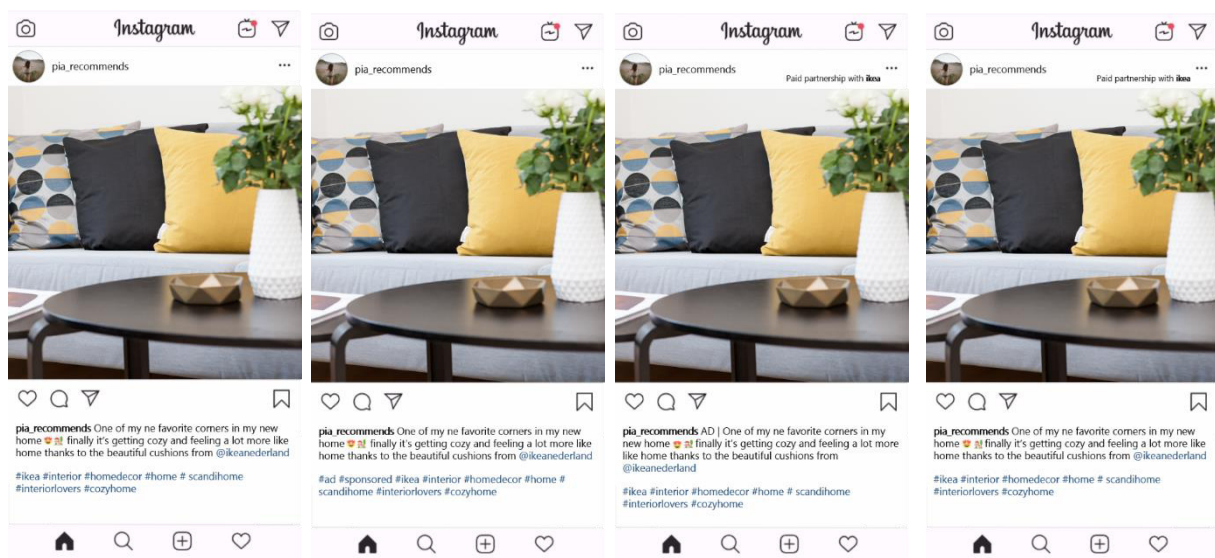 Instagram
pia_recommends
pia_recommends One of my ne favorite corners in my new
home 😍 🎊 finally it's getting cozy and feeling a lot more like
home thanks to the beautiful cushions from @ikeanederland
#ikea #interior #homedecor #home # scandihome
#interiorlovers #cozyhome
Instagram
pia_recommends
pia_recommends One of my ne favorite corners in my new
home 😍 🎊 finally it's getting cozy and feeling a lot more like
home thanks to the beautiful cushions from @ikeanederland
#ad #sponsored #ikea #interior #homedecor #home #
scandihome #interiorlovers #cozyhome
Instagram
pia_recommends
Paid partnership with ikea
pia_recommends AD | One of my ne favorite corners in my
new home 😍 🎊 finally it's getting cozy and feeling a lot more
like home thanks to the beautiful cushions from
@ikeanederland
#ikea #interior #homedecor #home # scandihome
#interiorlovers #cozyhome
Instagram
pia_recommends
Paid partnership with ikea
pia_recommends One of my ne favorite corners in my new
home 😍 🎊 finally it's getting cozy and feeling a lot more like
home thanks to the beautiful cushions from @ikeanederland
#ikea #interior #homedecor #home # scandihome
#interiorlovers #cozyhome